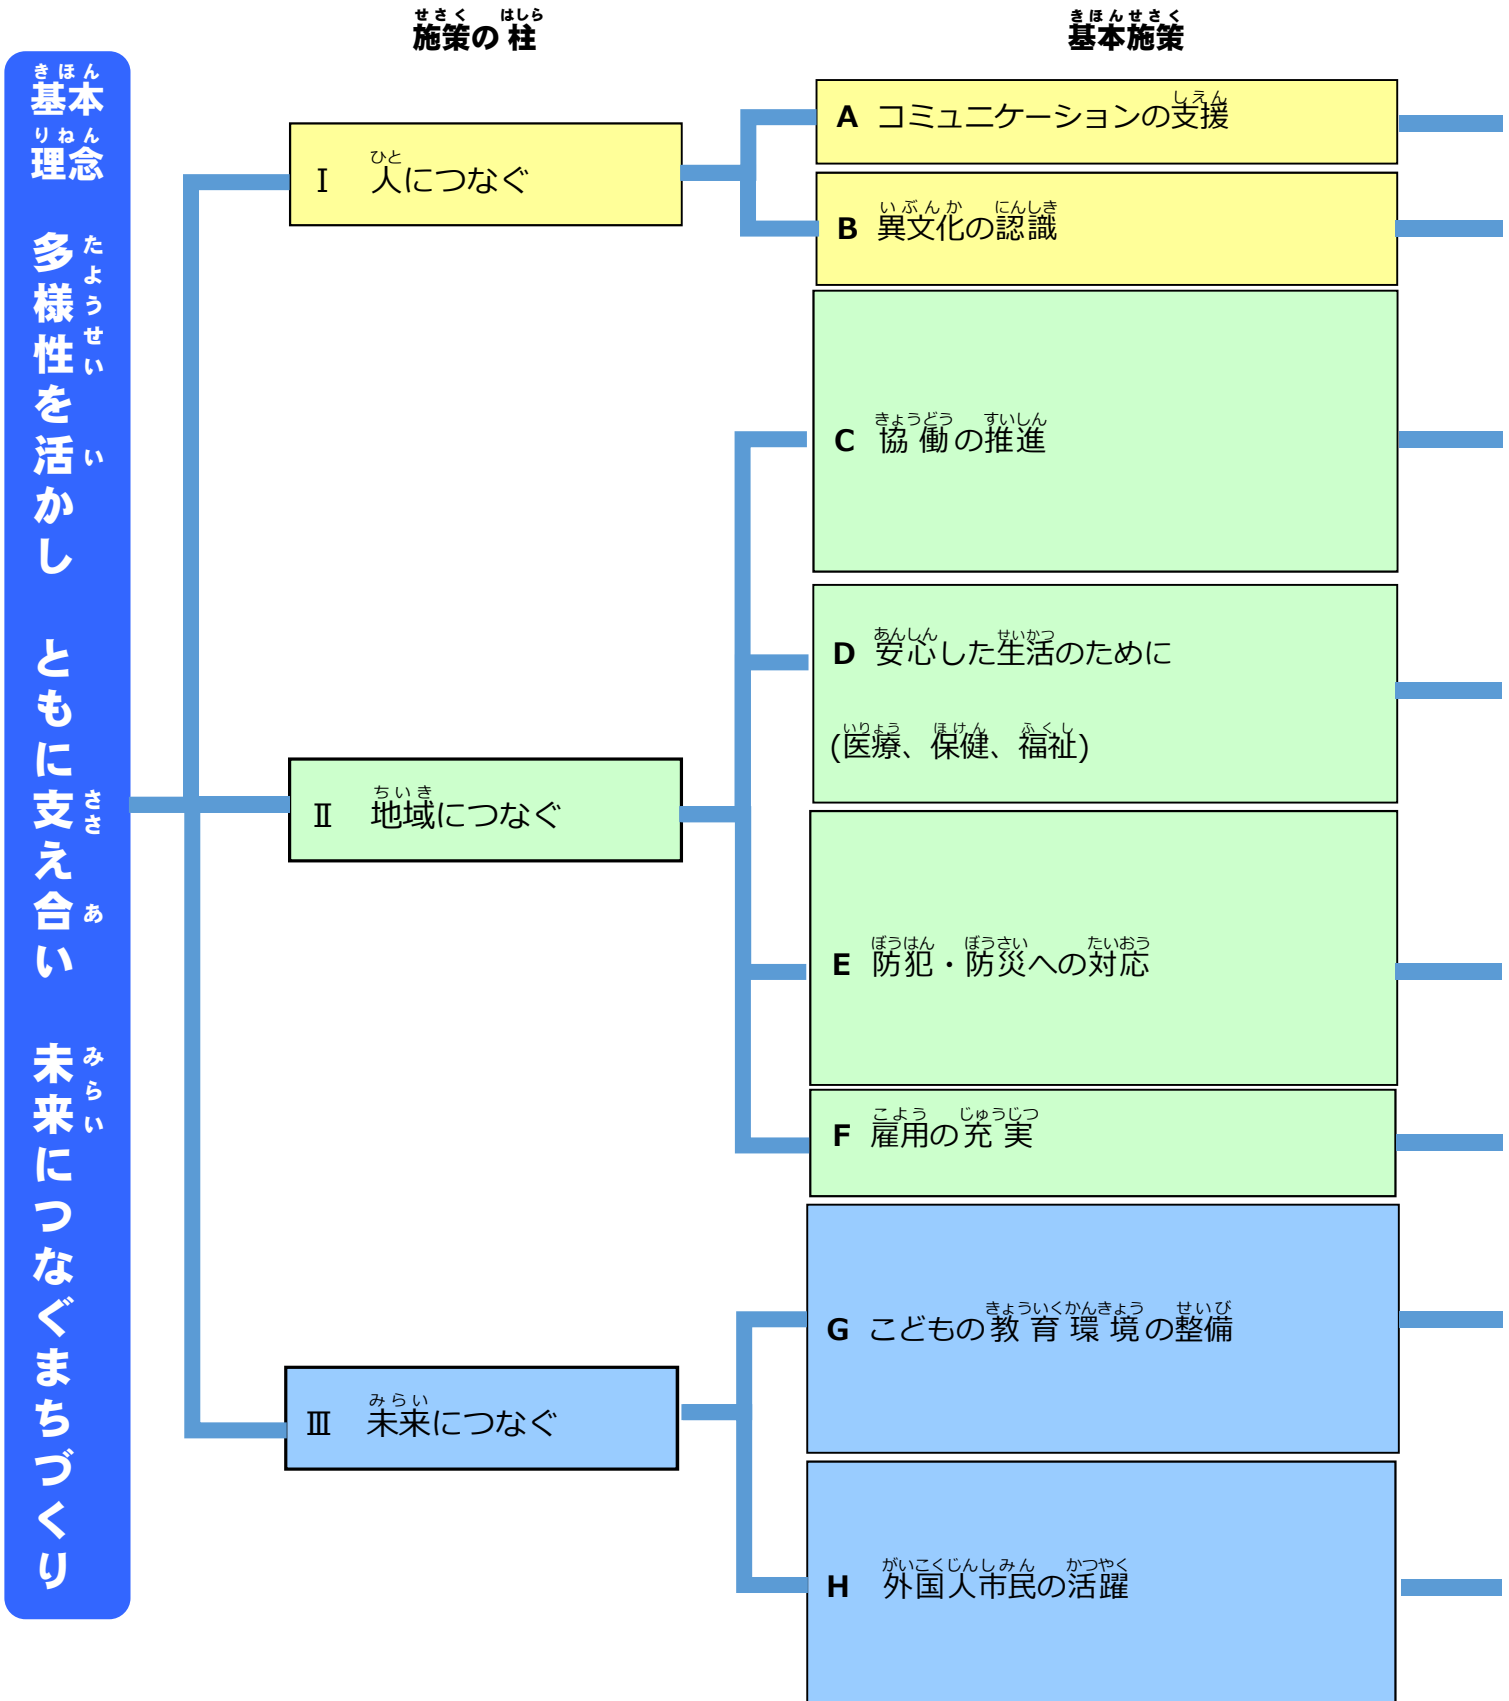 施策の柱
基本施策
基本
理念
多様性を活かし　ともに支え合い　未来につなぐまちづくり
Ⅰ　人につなぐ
A コミュニケーションの支援
B 異文化の認識
Ⅱ　地域につなぐ
C 協働の推進
D 安心した生活のために
(医療、保健、福祉)
E 防犯・防災への対応
F 雇用の充実
Ⅲ　未来につなぐ
G こどもの教育環境の整備
H　外国人市民の活躍